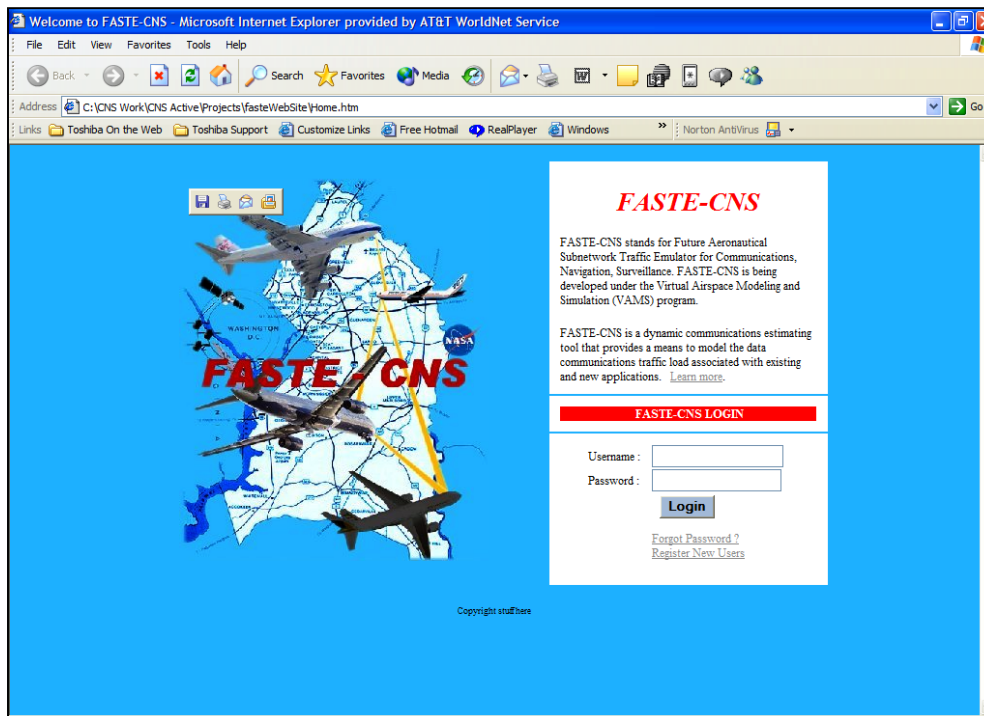 Welcome to FASTE-CNS - Microsoft Internet Explorer provided by AT&T WorldNet Service
File Edit View Favorites Tools Help
Back Search Favorites Media
Address C:\CNS Work\CNS Active\Projects\fasteWebSite\Home.htm Go
Links Toshiba On the Web Toshiba Support Customize Links Free Hotmail RealPlayer Windows » Norton AntiVirus
WASHINGTON
D.C.
NASA
FASTE - CNS
FASTE-CNS
FASTE-CNS stands for Future Aeronautical
Subnetwork Traffic Emulator for Communications,
Navigation, Surveillance. FASTE-CNS is being
developed under the Virtual Airspace Modeling and
Simulation (VAMS) program.
FASTE-CNS is a dynamic communications estimating
tool that provides a means to model the data
communications traffic load associated with existing
and new applications. Learn more.
FASTE-CNS LOGIN
Username :
Password :
Login
Forgot Password ?
Register New Users
Copyright stuff here